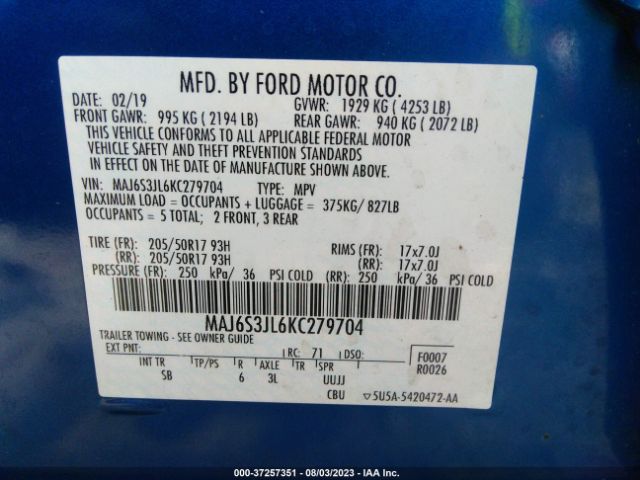 MFD. BY FORD MOTOR CO.
DATE: 02/19 GVWR: 1929 KG ( 4253 LB)
FRONT GAWR: 995 KG ( 2194 LB) REAR GAWR: 940 KG ( 2072 LB)
THIS VEHICLE CONFORMS TO ALL APPLICABLE FEDERAL MOTOR
VEHICLE SAFETY AND THEFT PREVENTION STANDARDS
IN EFFECT ON THE DATE OF MANUFACTURE SHOWN ABOVE.
VIN: MAJ6S3JL6KC279704 TYPE: MPV
MAXIMUM LOAD = OCCUPANTS + LUGGAGE = 375KG/ 827LB
OCCUPANTS = 5 TOTAL; 2 FRONT, 3 REAR
TIRE (FR): 205/50R17 93H RIMS (FR): 17x7.0J
(RR): 205/50R17 93H (RR): 17x7.0J
PRESSURE (FR): 250 kPa/ 36 PSI COLD (RR): 250 kPa/ 36 PSI COLD
MAJ6S3JL6KC279704
TRAILER TOWING - SEE OWNER GUIDE
EXT PNT: RC: 71 DSO: F0007
R0026
INT TR TP/PS R AXLE TR SPR
SB 6 3L UUJJ
CBU ▽5U5A-5420472-AA
000-37257351 - 08/03/2023 - IAAI.COM